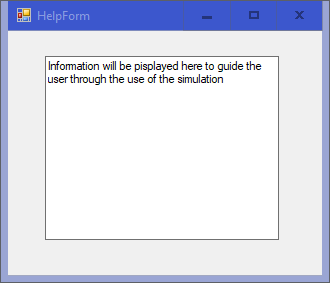 HelpForm
Information will be pisplayed here to guide the
user through the use of the simulation